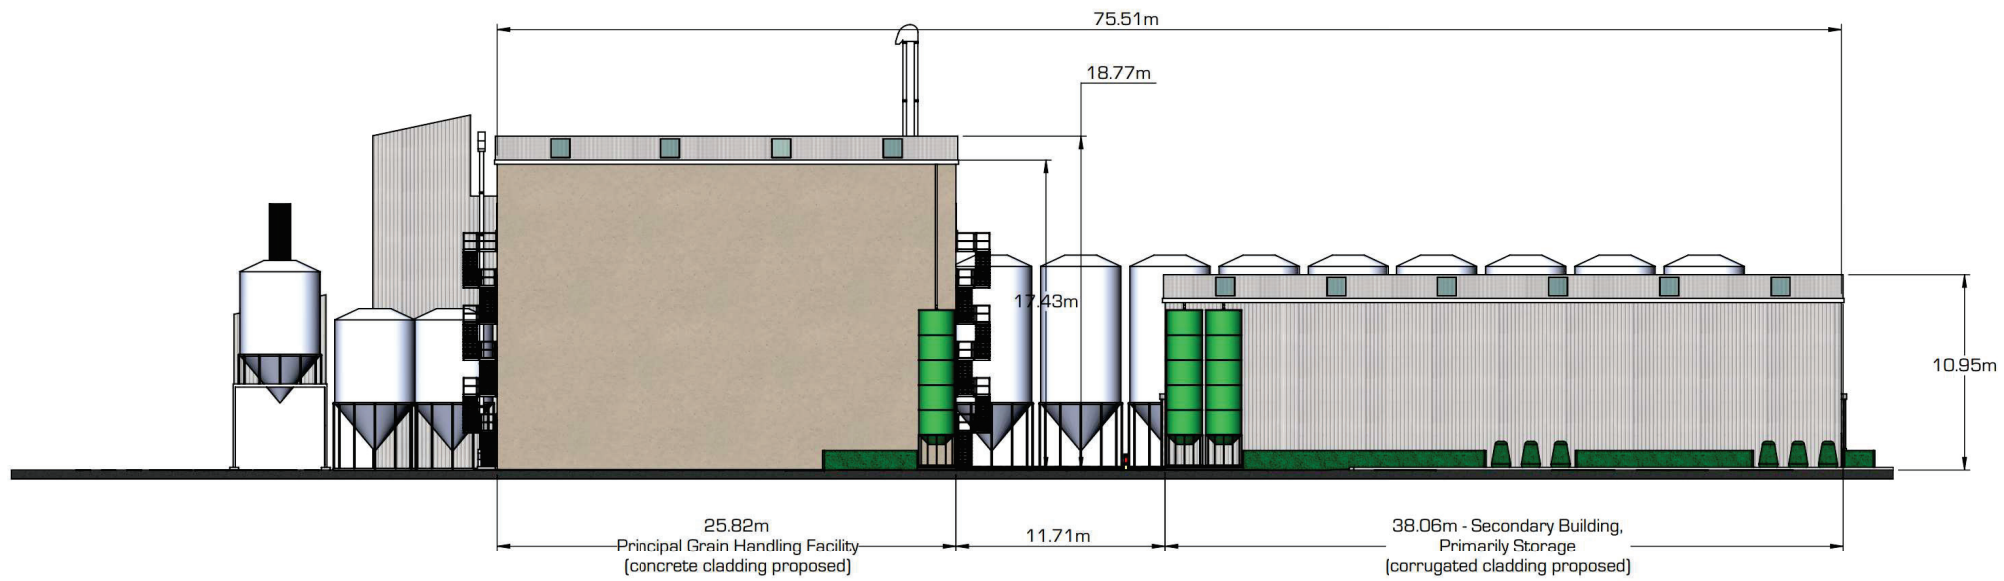 75.51m
18.77m
17.43m
10.95m
25.82m
Principal Grain Handling Facility
(concrete cladding proposed)
11.71m
38.06m - Secondary Building,
Primarily Storage
(corrugated cladding proposed)